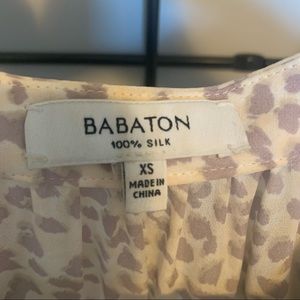 BABATON
100% SILK
XS
MADE IN
CHINA